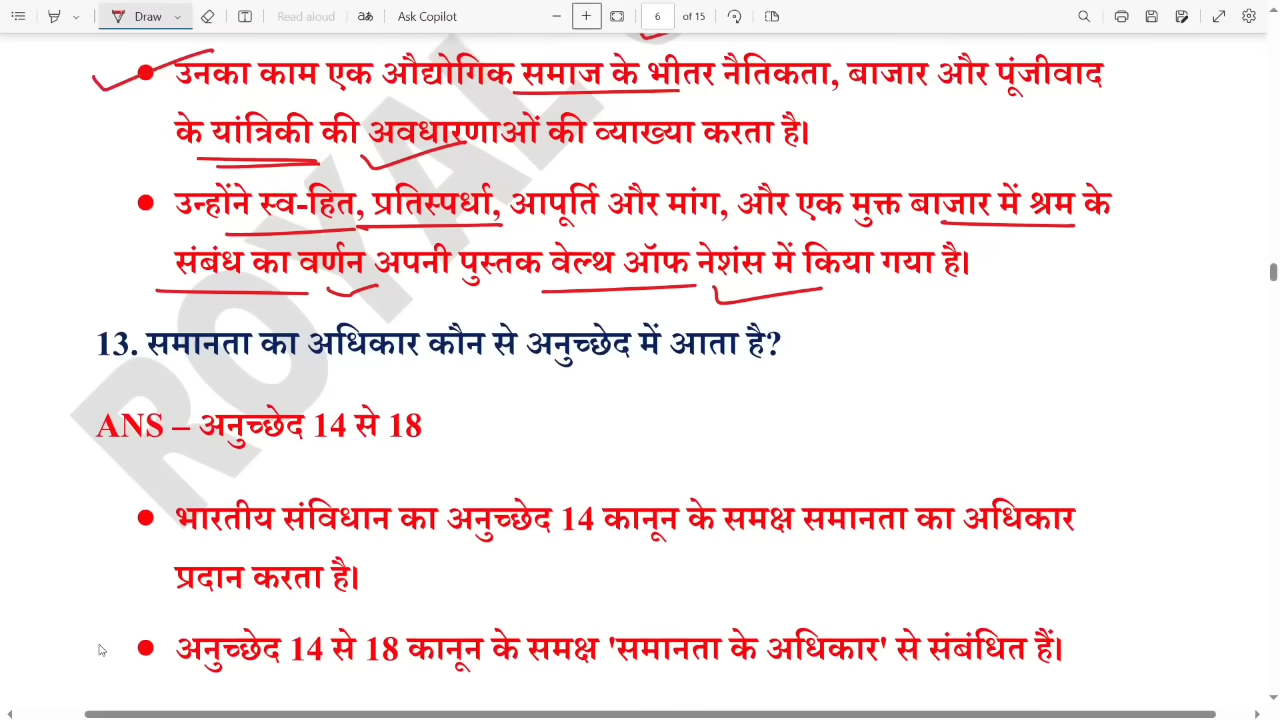 Draw
Read aloud
aあ
Ask Copilot
6 of 15
उनका काम एक औद्योगिक समाज के भीतर नैतिकता, बाजार और पूंजीवाद
के यांत्रिकी की अवधारणाओं की व्याख्या करता है।
उन्होंने स्व-हित, प्रतिस्पर्धा, आपूर्ति और मांग, और एक मुक्त बाजार में श्रम के
संबंध का वर्णन अपनी पुस्तक वेल्थ ऑफ नेशंस में किया गया है।
13. समानता का अधिकार कौन से अनुच्छेद में आता है?
ANS – अनुच्छेद 14 से 18
भारतीय संविधान का अनुच्छेद 14 कानून के समक्ष समानता का अधिकार
प्रदान करता है।
अनुच्छेद 14 से 18 कानून के समक्ष 'समानता के अधिकार' से संबंधित हैं।
ROYAL